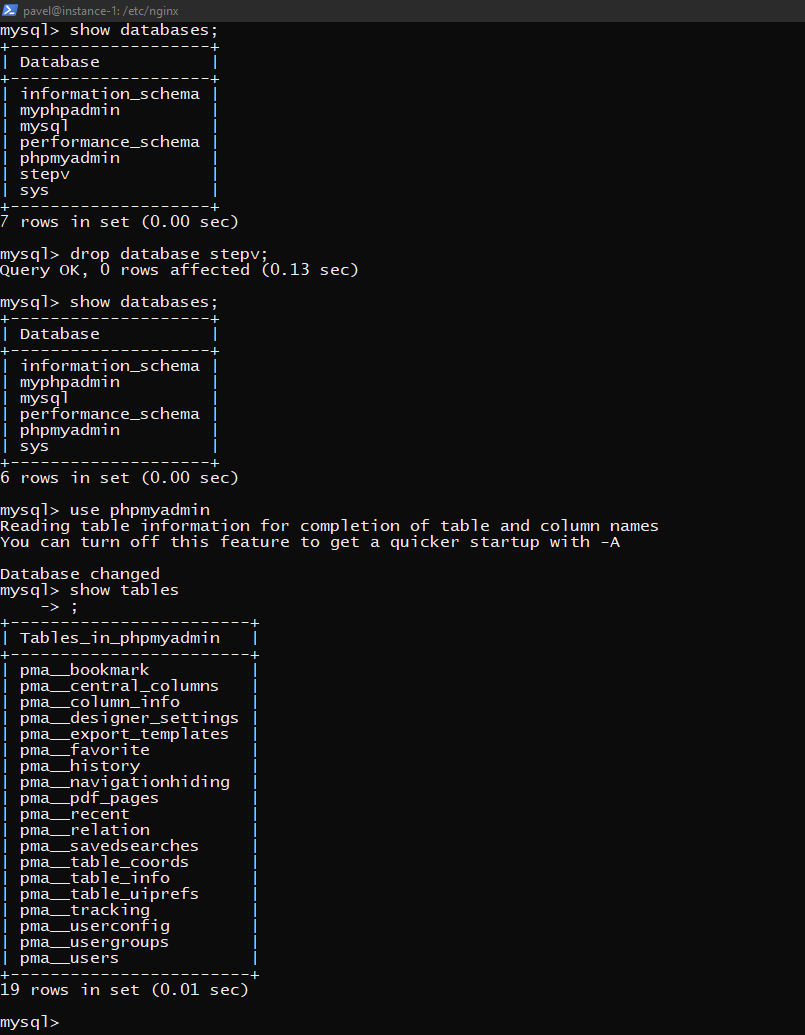 pavel@instance-1: /etc/nginx
mysql> show databases;
+--------------------+
| Database           |
+--------------------+
| information_schema |
| myphpadmin         |
| mysql              |
| performance_schema |
| phpmyadmin         |
| stepv              |
| sys                |
+--------------------+
7 rows in set (0.00 sec)

mysql> drop database stepv;
Query OK, 0 rows affected (0.13 sec)

mysql> show databases;
+--------------------+
| Database           |
+--------------------+
| information_schema |
| myphpadmin         |
| mysql              |
| performance_schema |
| phpmyadmin         |
| sys                |
+--------------------+
6 rows in set (0.00 sec)

mysql> use phpmyadmin
Reading table information for completion of table and column names
You can turn off this feature to get a quicker startup with -A

Database changed
mysql> show tables
    -> ;
+------------------------+
| Tables_in_phpmyadmin   |
+------------------------+
| pma__bookmark          |
| pma__central_columns   |
| pma__column_info       |
| pma__designer_settings |
| pma__export_templates  |
| pma__favorite          |
| pma__history           |
| pma__navigationhiding  |
| pma__pdf_pages         |
| pma__recent            |
| pma__relation          |
| pma__savedsearches     |
| pma__table_coords      |
| pma__table_info        |
| pma__table_uiprefs     |
| pma__tracking          |
| pma__userconfig        |
| pma__usergroups        |
| pma__users             |
+------------------------+
19 rows in set (0.01 sec)

mysql>